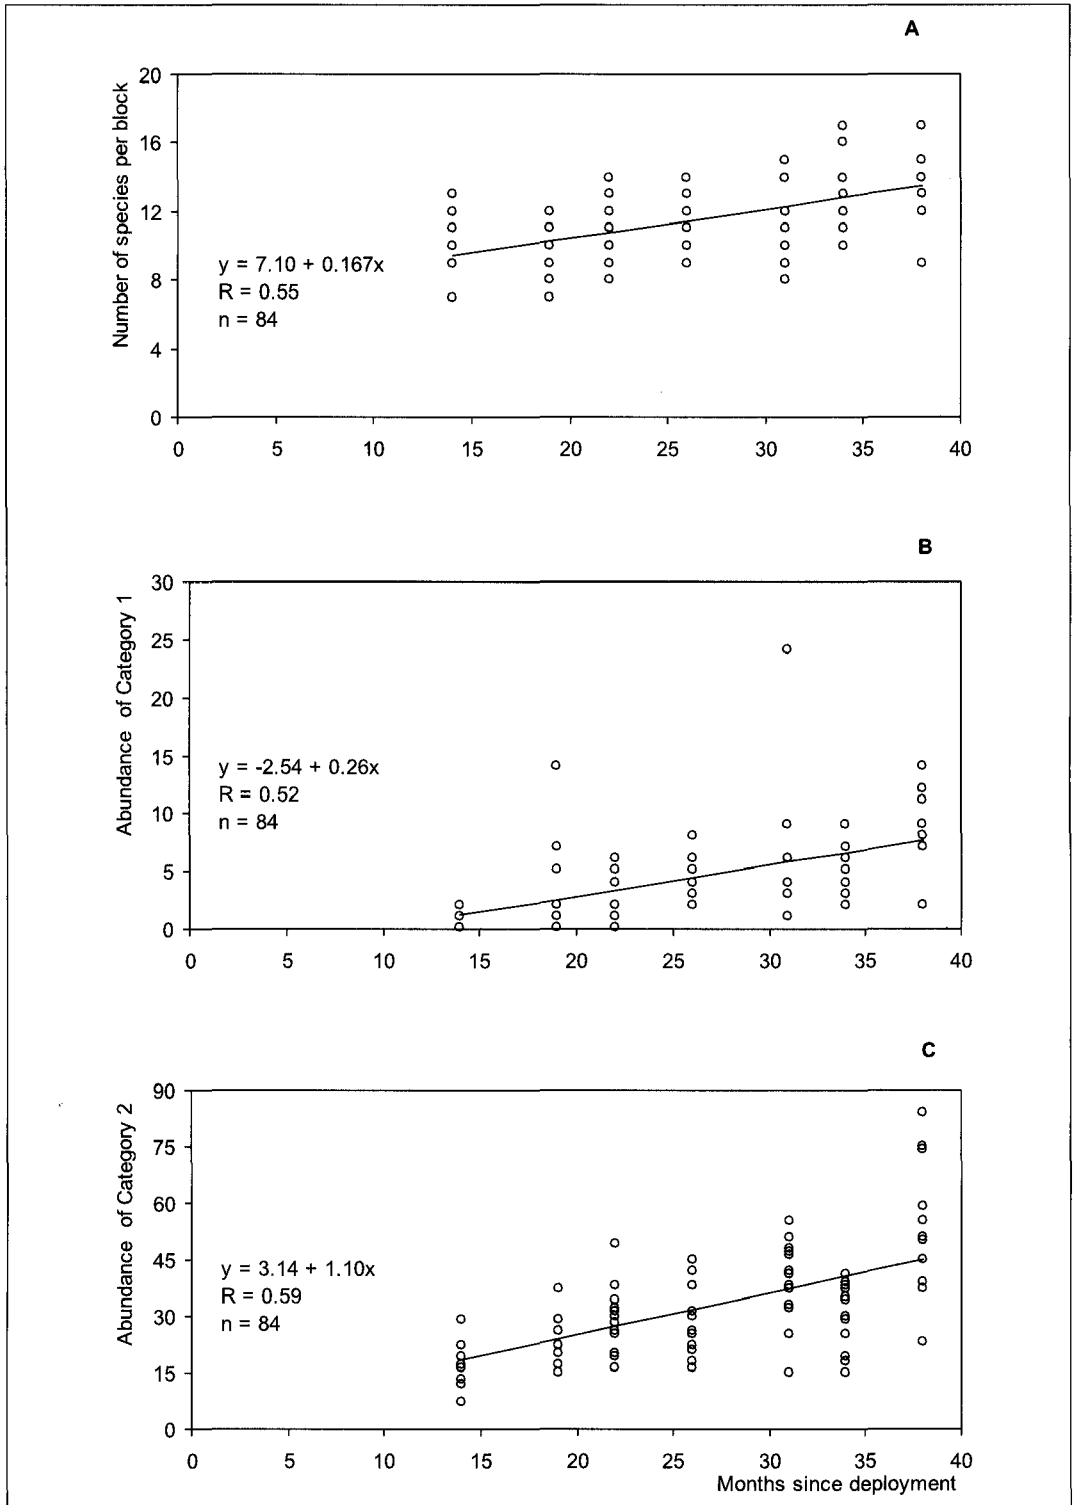 A
Number of species per block
20
16
12
8
4
0
y = 7.10 + 0.167x
R = 0.55
n = 84
0 5 10 15 20 25 30 35 40
B
Abundance of Category 1
30
25
20
15
10
5
0
y = -2.54 + 0.26x
R = 0.52
n = 84
0 5 10 15 20 25 30 35 40
C
Abundance of Category 2
90
75
60
45
30
15
0
y = 3.14 + 1.10x
R = 0.59
n = 84
0 5 10 15 20 25 30 35 40
Months since deployment